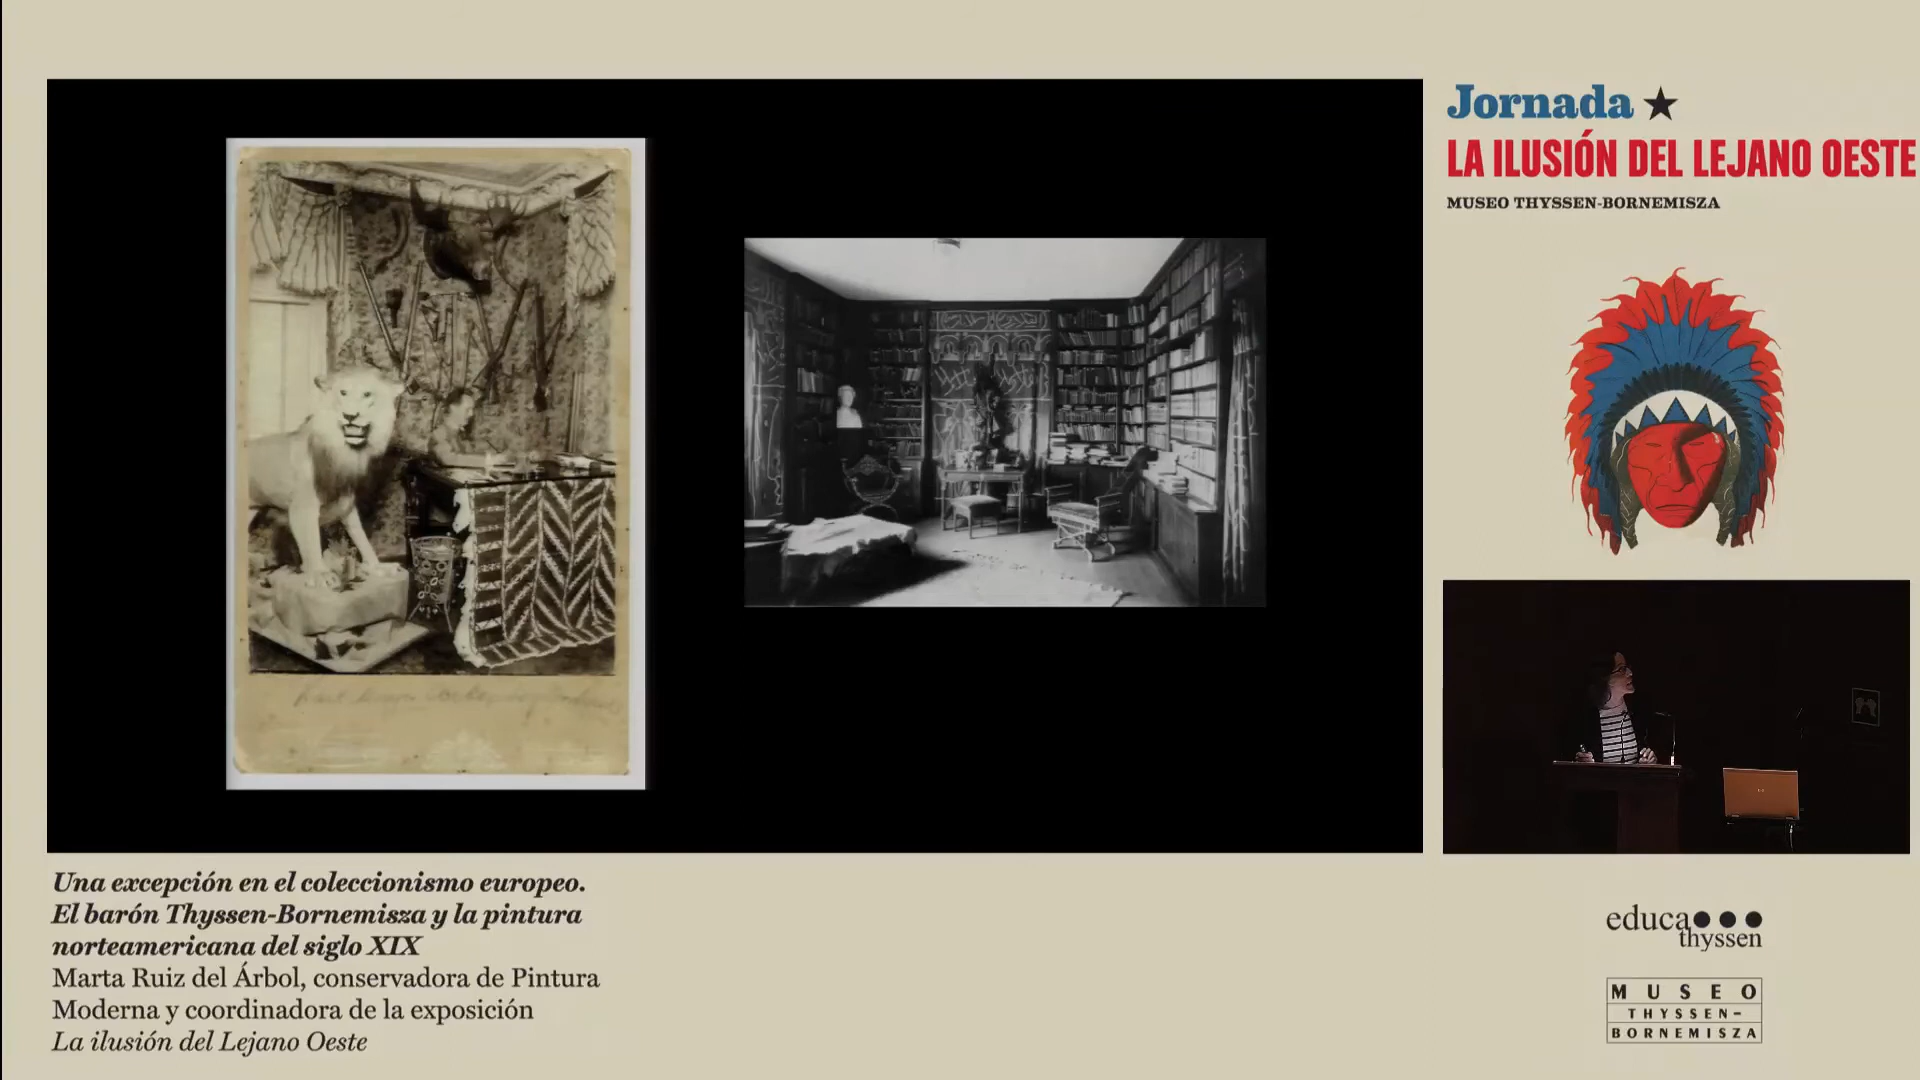 Jornada ★
LA ILUSIÓN DEL LEJANO OESTE
MUSEO THYSSEN-BORNEMISZA
Una excepción en el coleccionismo europeo.
El barón Thyssen-Bornemisza y la pintura
norteamericana del siglo XIX
Marta Ruiz del Árbol, conservadora de Pintura
Moderna y coordinadora de la exposición
La ilusión del Lejano Oeste
educa
thyssen
MUSEO
THYSSEN-
BORNEMISZA